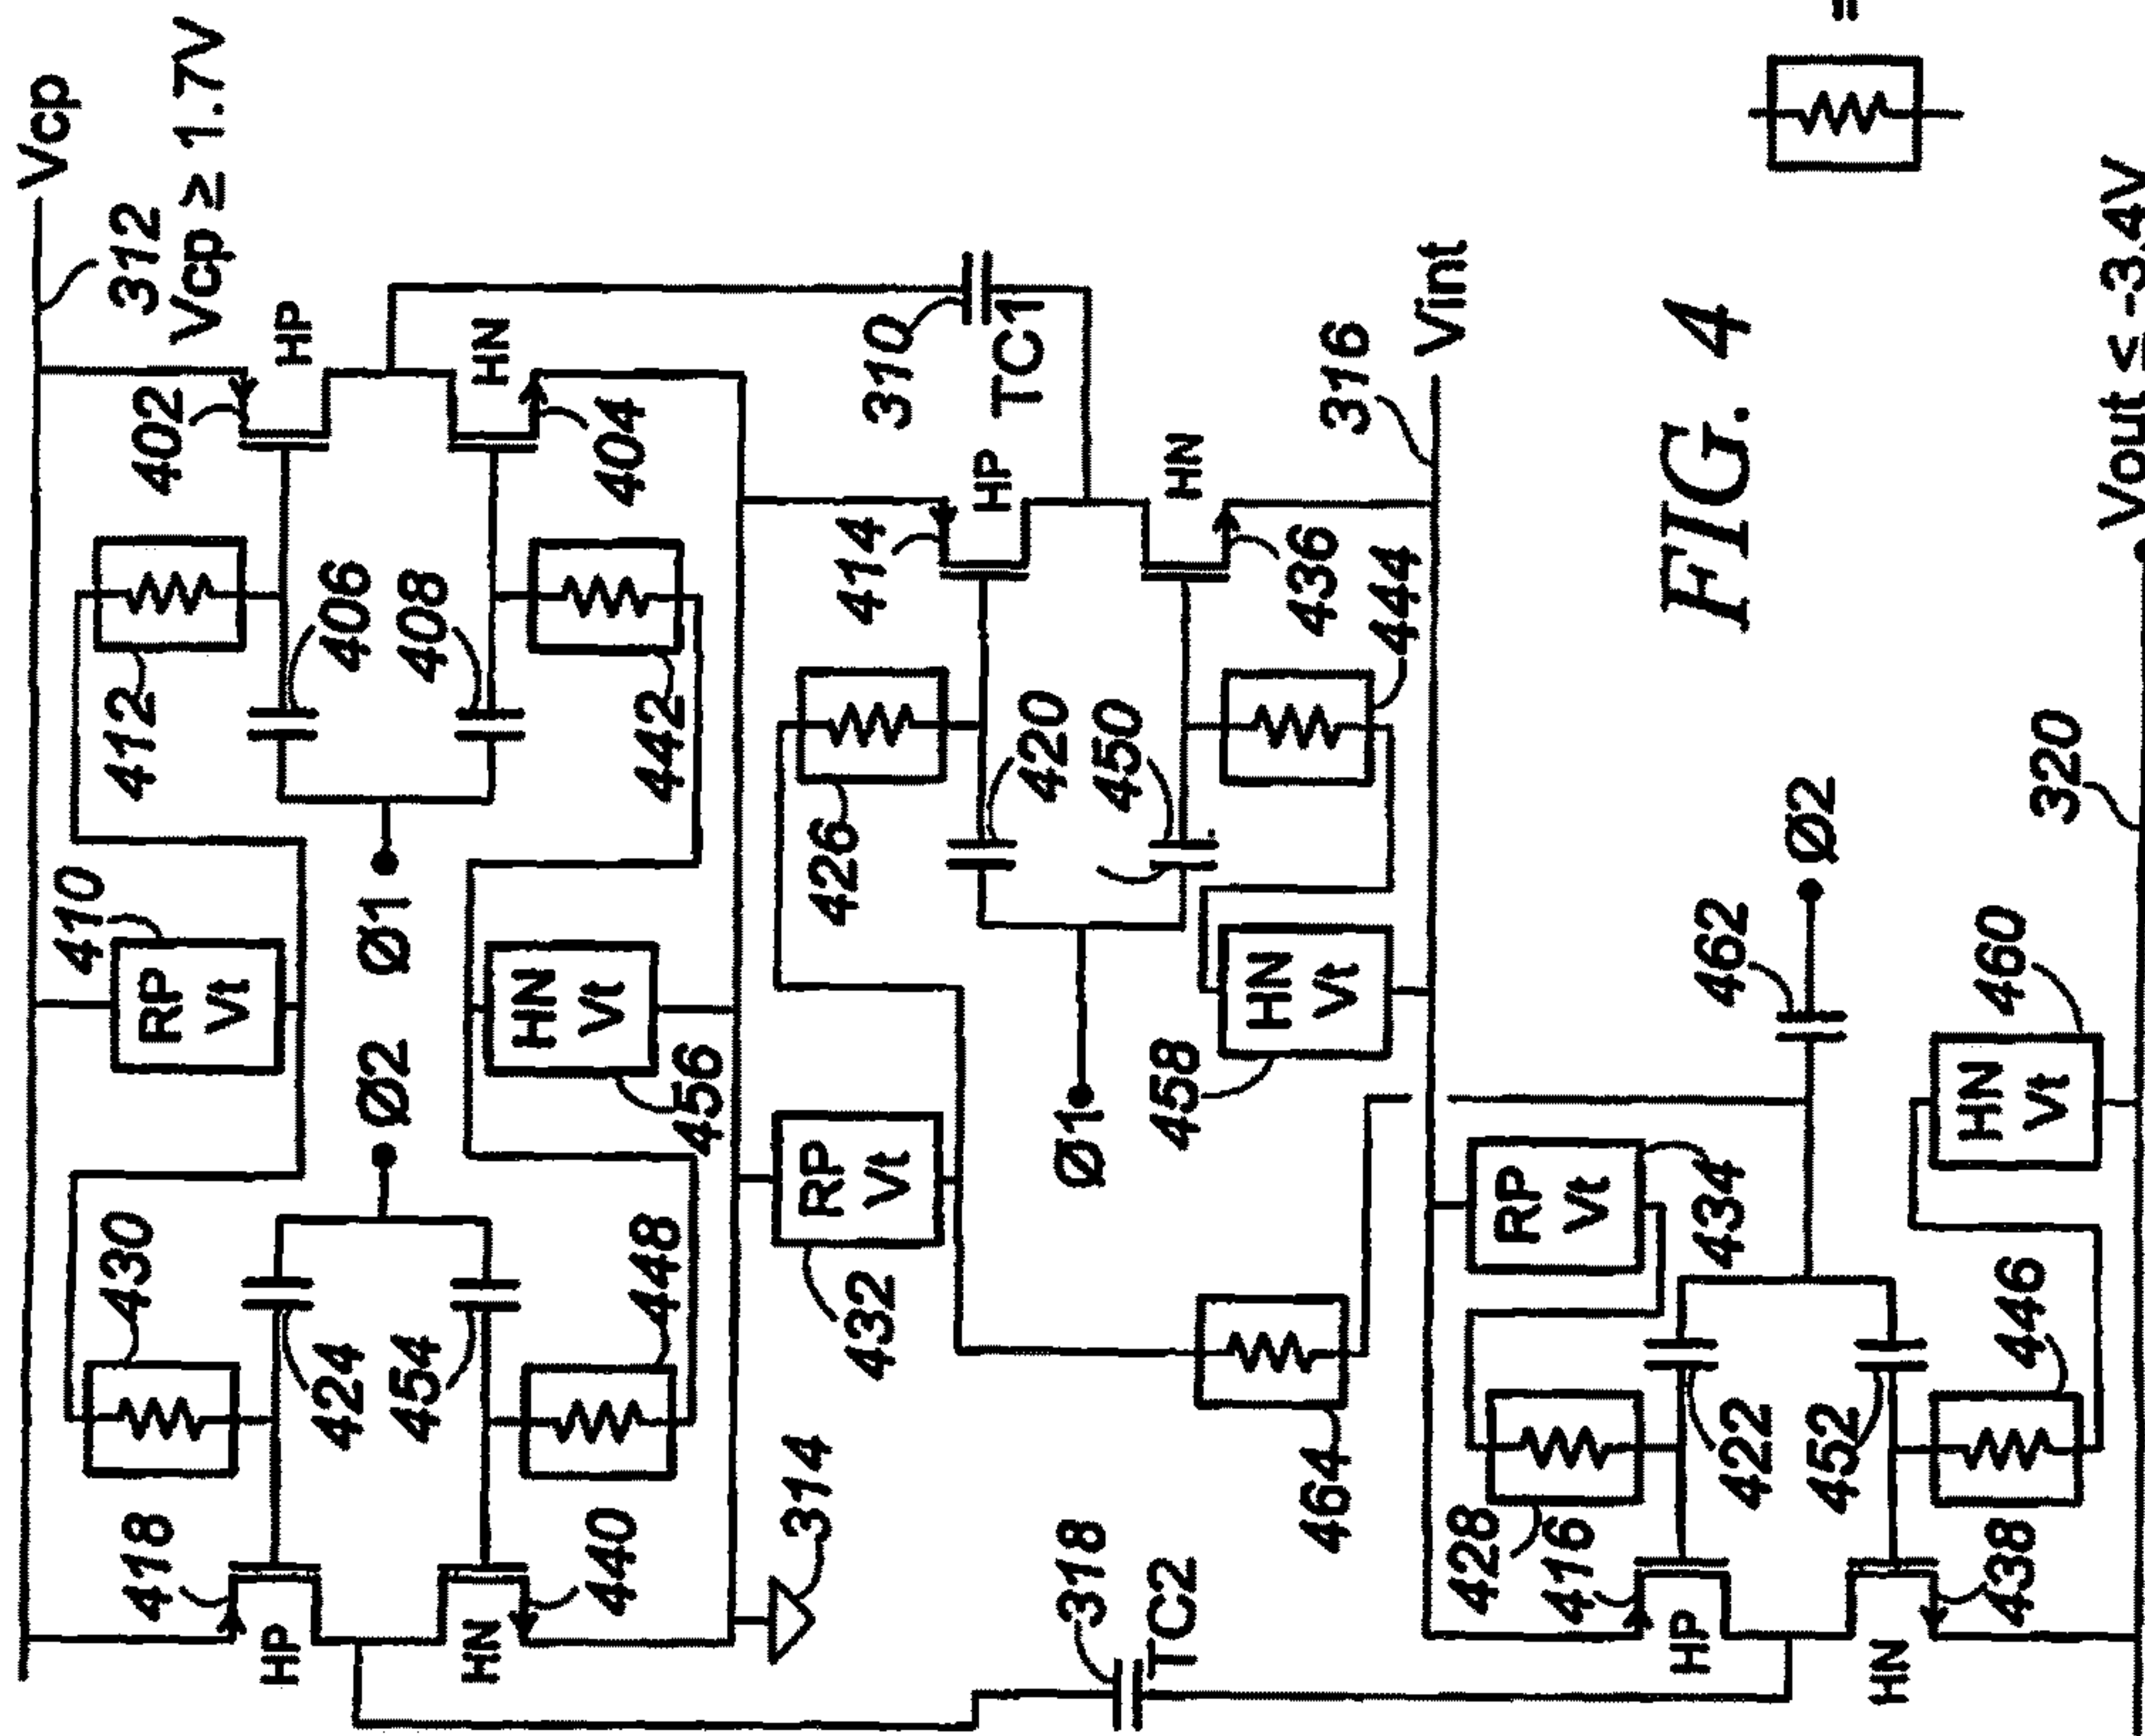 Vcp
312
Vcp ≥ 1.7V
HP
402
HN
404
412
406
408
442
410
RP
Vt
Ø1
Ø2
HN
Vt
456
430
424
454
448
418
HP
440
HN
314
310
TC1
HP
414
HN
436
426
420
450
444
316
Vint
RP
Vt
432
Ø1
458
HN
Vt
464
318
TC2
RP
Vt
434
462
Ø2
428
416
HP
422
452
446
438
HN
HN
Vt
460
320
Vout ≤ -3.4V
FIG. 4
=